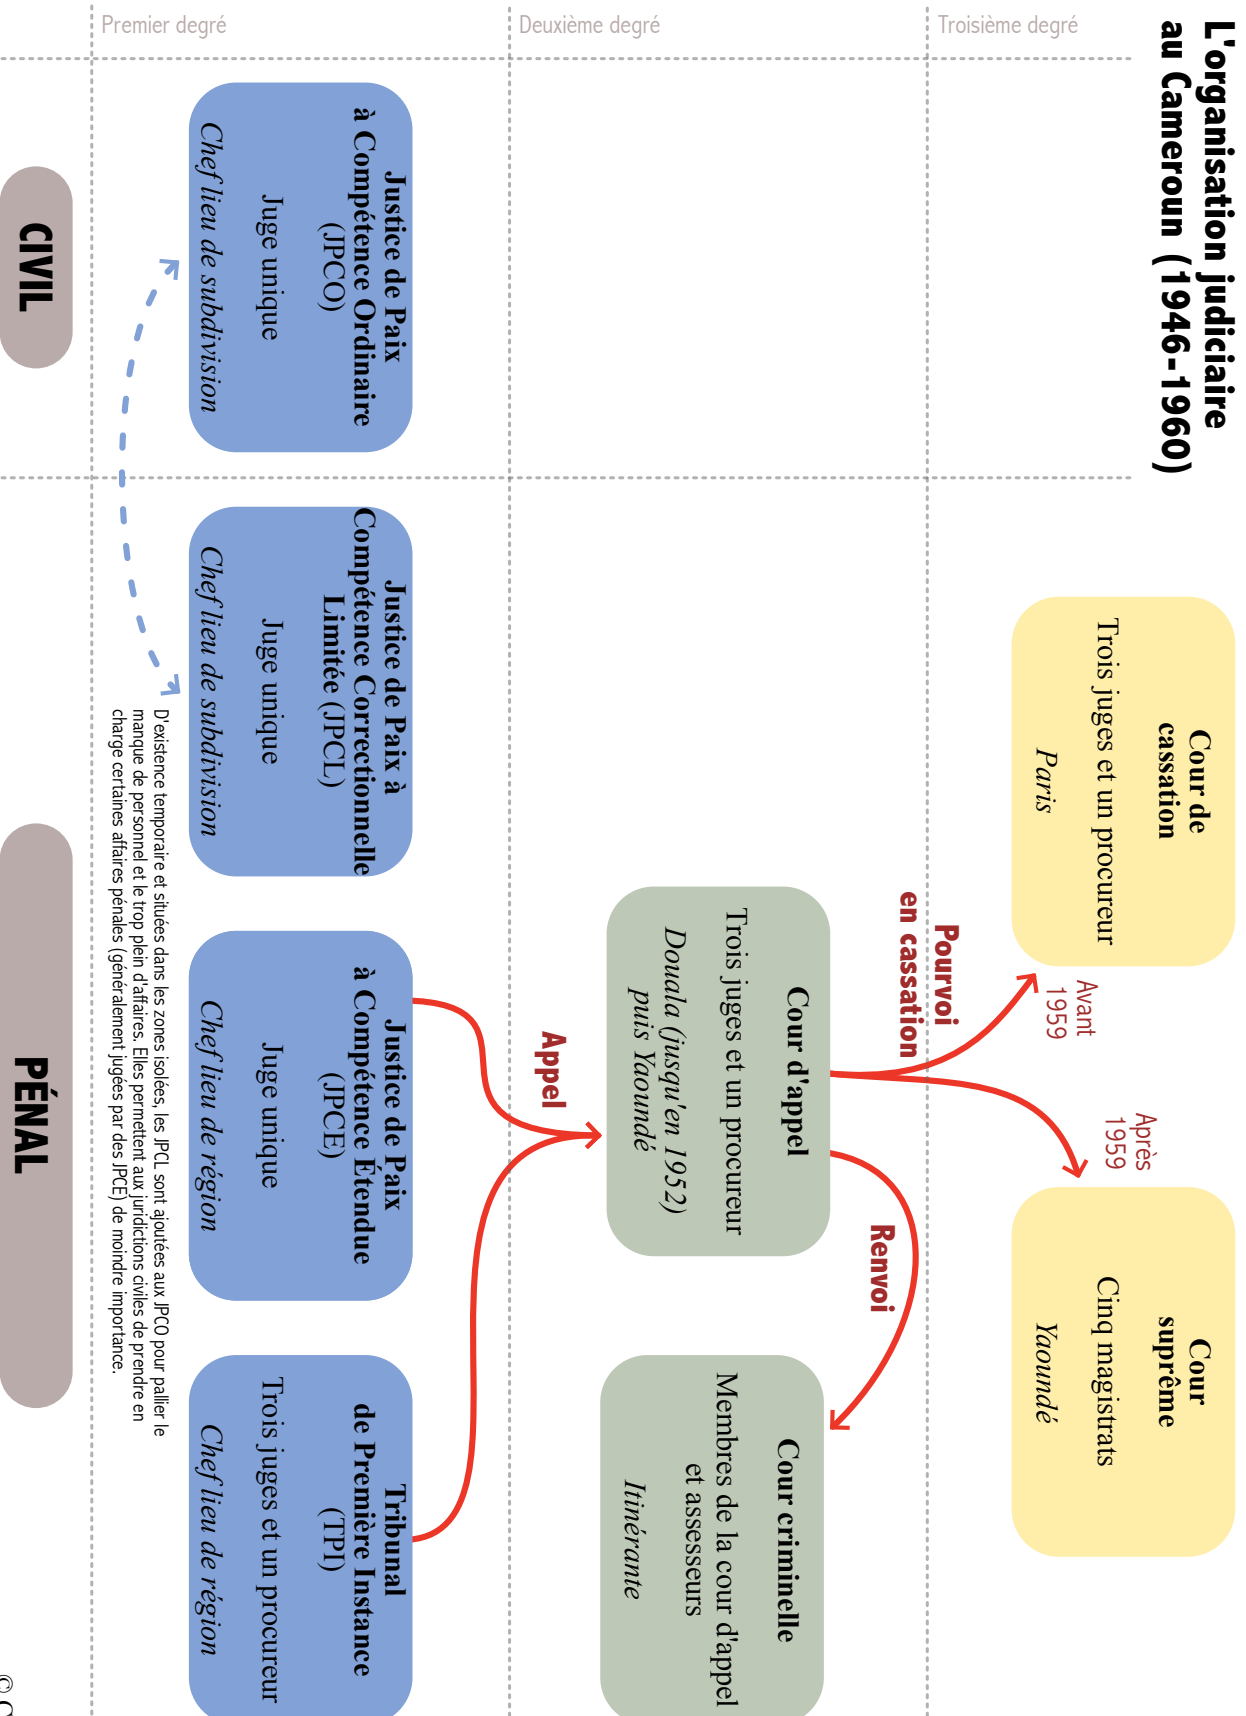 L'organisation judiciaire
au Cameroun (1946-1960)
Troisième degré
Cour de
cassation
Trois juges et un procureur
Paris
Avant
1959
Après
1959
Cour
suprême
Cinq magistrats
Yaoundé
Pourvoi
en cassation
Renvoi
Deuxième degré
Cour d'appel
Trois juges et un procureur
Douala (jusqu'en 1952)
puis Yaoundé
Cour criminelle
Membres de la cour d'appel
et assesseurs
Itinérante
Appel
Premier degré
Justice de Paix
à Compétence Ordinaire
(JPCO)
Juge unique
Chef lieu de subdivision
Justice de Paix à
Compétence Correctionnelle
Limitée (JPCL)
Juge unique
Chef lieu de subdivision
Justice de Paix
à Compétence Étendue
(JPCE)
Juge unique
Chef lieu de région
Tribunal
de Première Instance
(TPI)
Trois juges et un procureur
Chef lieu de région
D'existence temporaire et situées dans les zones isolées, les JPCL sont ajoutées aux JPCO pour pallier le
manque de personnel et le trop plein d'affaires. Elles permettent aux juridictions civiles de prendre en
charge certaines affaires pénales (généralement jugées par des JPCE) de moindre importance.
CIVIL
PÉNAL